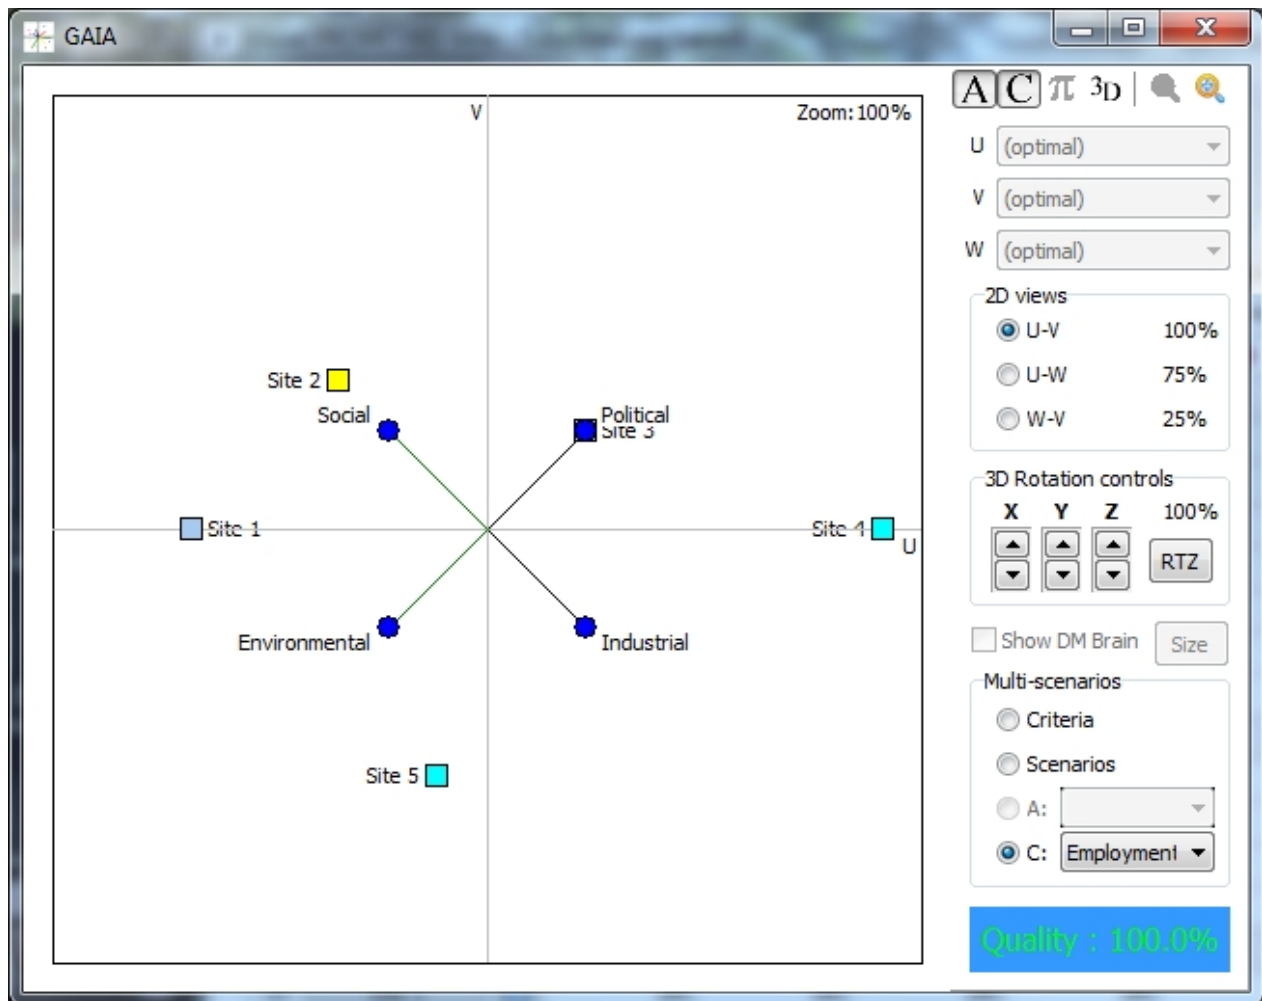 GAIA
V
Zoom:100%
Site 2
Social
Political
Site 3
Site 1
Site 4
U
Environmental
Industrial
Site 5
A C π 3D
U (optimal)
V (optimal)
W (optimal)
2D views
U-V 100%
U-W 75%
W-V 25%
3D Rotation controls
X Y Z 100%
RTZ
Show DM Brain Size
Multi-scenarios
Criteria
Scenarios
A:
C: Employment
Quality : 100.0%